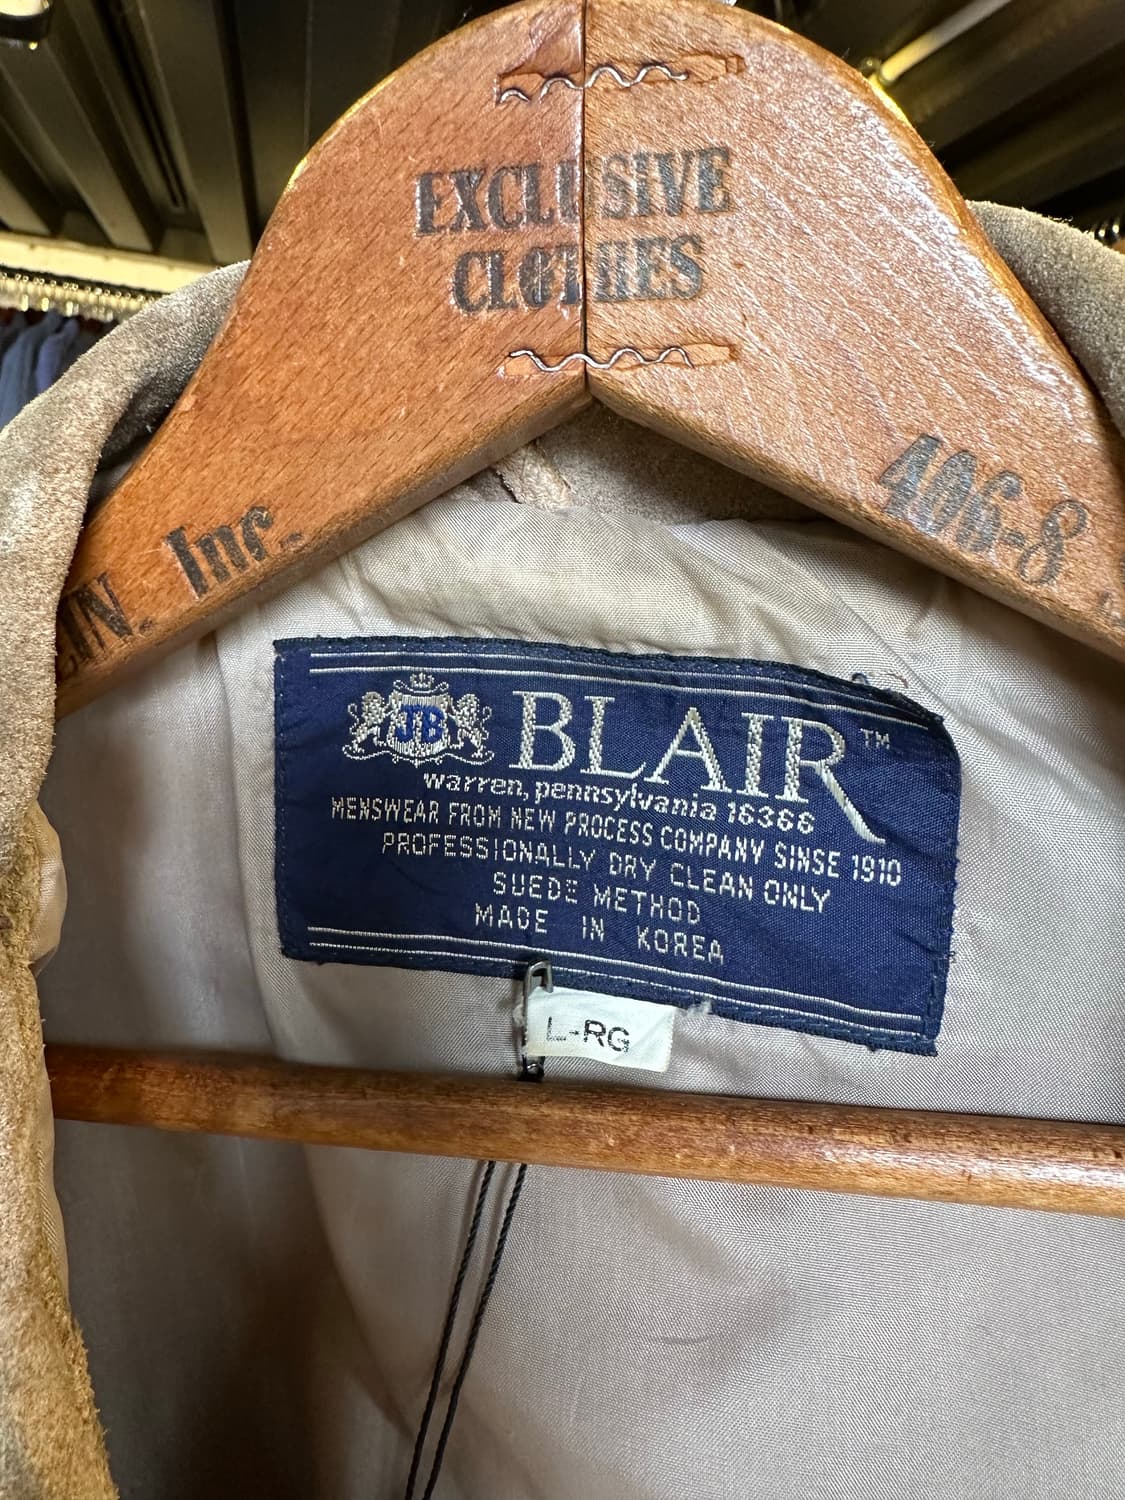 EXCLUSIVE
CLOTHES
406-8
IN. Inc.
JB
BLAIR™
warren, pennsylvania 16366
MENSWEAR FROM NEW PROCESS COMPANY SINSE 1910
PROFESSIONALLY DRY CLEAN ONLY
SUEDE METHOD
MADE IN KOREA
L-RG